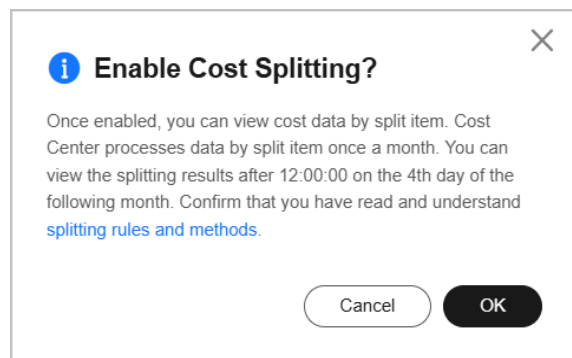 Enable Cost Splitting?
Once enabled, you can view cost data by split item. Cost
Center processes data by split item once a month. You can
view the splitting results after 12:00:00 on the 4th day of the
following month. Confirm that you have read and understand
splitting rules and methods.
Cancel
OK